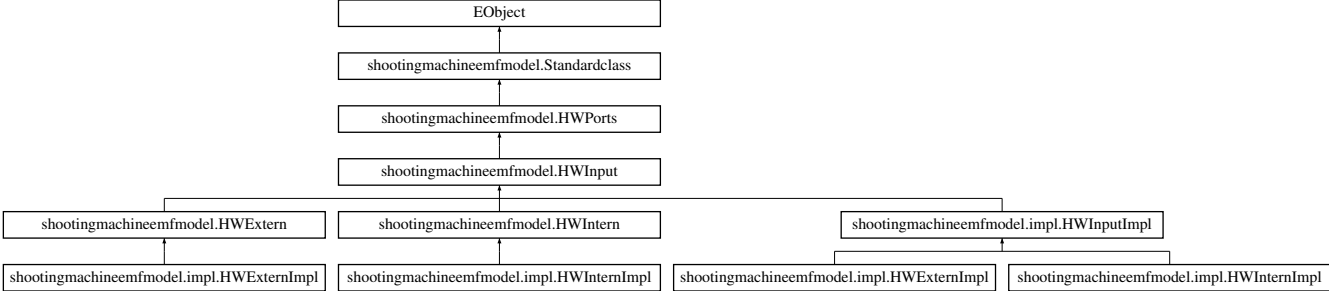 EObject
shootingmachineemfmodel.Standardclass
shootingmachineemfmodel.HWPorts
shootingmachineemfmodel.HWInput
shootingmachineemfmodel.HWExtern
shootingmachineemfmodel.HWIntern
shootingmachineemfmodel.impl.HWInputImpl
shootingmachineemfmodel.impl.HWExternImpl
shootingmachineemfmodel.impl.HWInternImpl
shootingmachineemfmodel.impl.HWExternImpl
shootingmachineemfmodel.impl.HWInternImpl